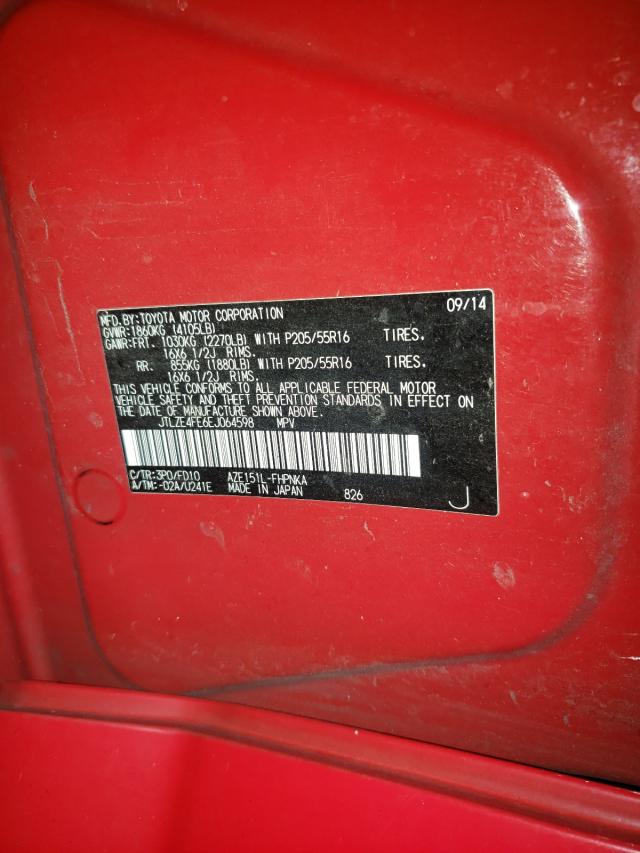 MFD.BY:TOYOTA MOTOR CORPORATION 09/14
GVWR:1860KG (4105LB)
GAWR:FRT. 1030KG (2270LB) WITH P205/55R16 TIRES.
16X6 1/2J RIMS.
RR. 855KG (1880LB) WITH P205/55R16 TIRES.
16X6 1/2J RIMS.
THIS VEHICLE CONFORMS TO ALL APPLICABLE FEDERAL MOTOR
VEHICLE SAFETY AND THEFT PREVENTION STANDARDS IN EFFECT ON
THE DATE OF MANUFACTURE SHOWN ABOVE.
JTLZE4FE6EJ064598 MPV
C/TR:3P0/FD10 AZE151L-FHPNKA
A/TM:-02A/U241E MADE IN JAPAN 826 J